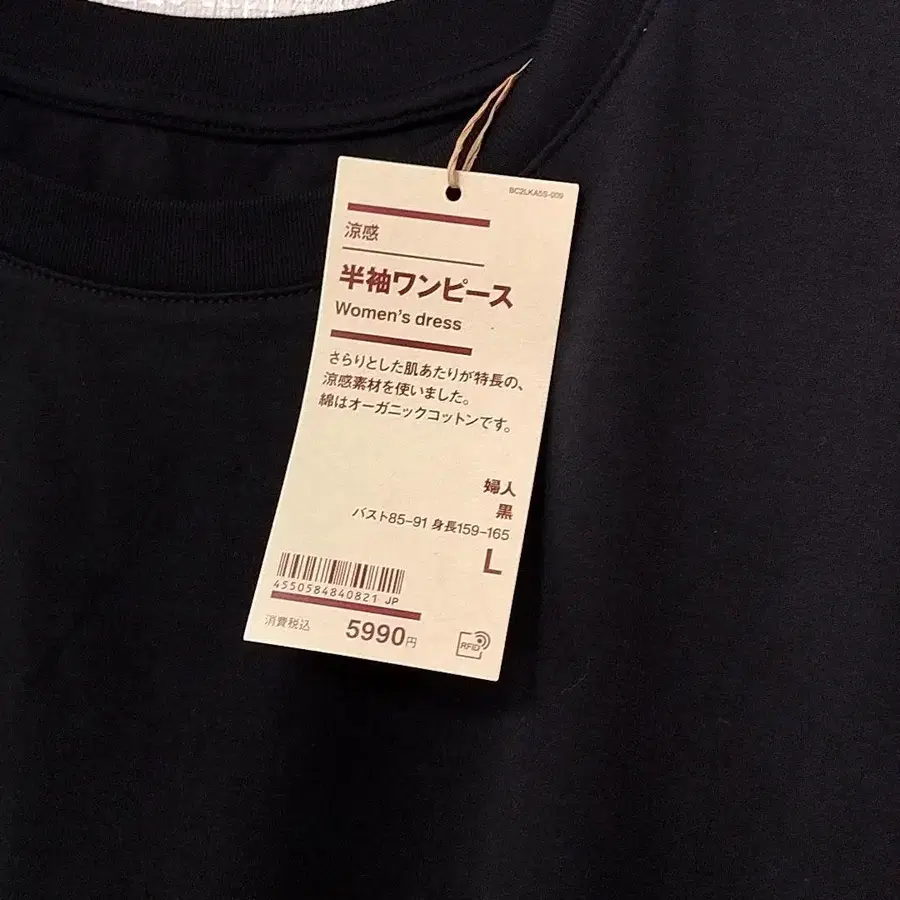 BC2LKA5S-009
涼感
半袖ワンピース
Women's dress
さらりとした肌あたりが特長の、
涼感素材を使いました。
綿はオーガニックコットンです。
婦人
黒
バスト85-91 身長159-165
L
4550584840821 JP
消費税込 5990円
RFID